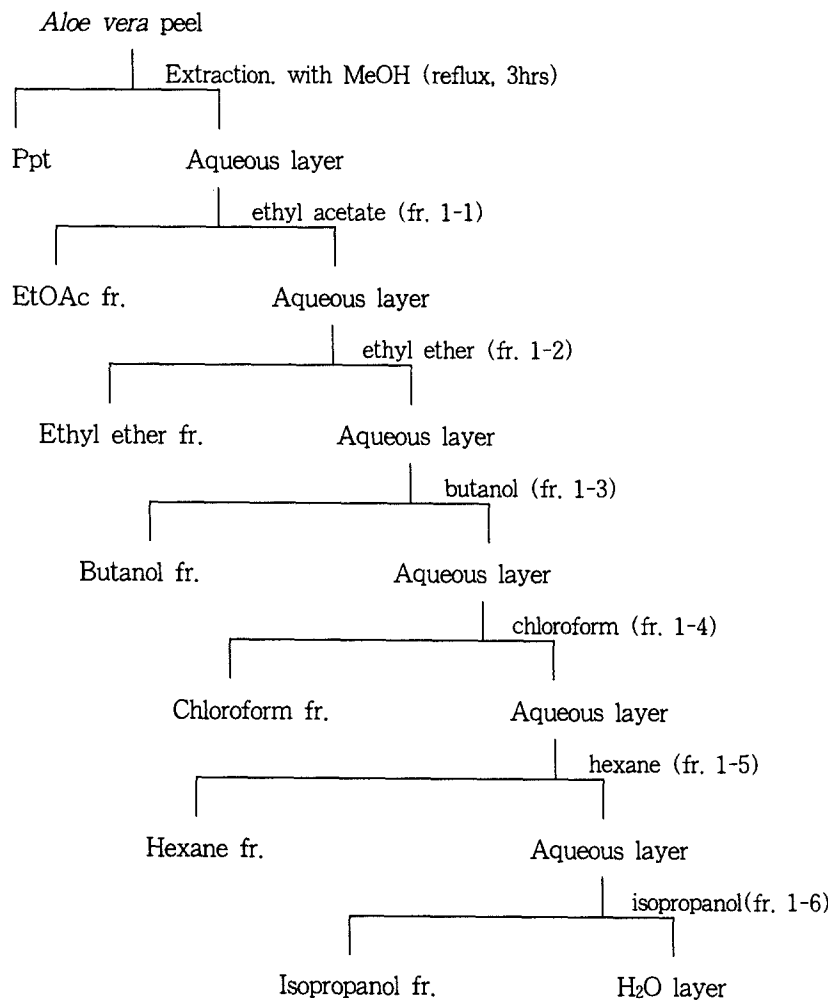 Aloe vera peel
Extraction. with MeOH (reflux, 3hrs)
Ppt
Aqueous layer
ethyl acetate (fr. 1-1)
EtOAc fr.
Aqueous layer
ethyl ether (fr. 1-2)
Ethyl ether fr.
Aqueous layer
butanol (fr. 1-3)
Butanol fr.
Aqueous layer
chloroform (fr. 1-4)
Chloroform fr.
Aqueous layer
hexane (fr. 1-5)
Hexane fr.
Aqueous layer
isopropanol(fr. 1-6)
Isopropanol fr.
H₂O layer